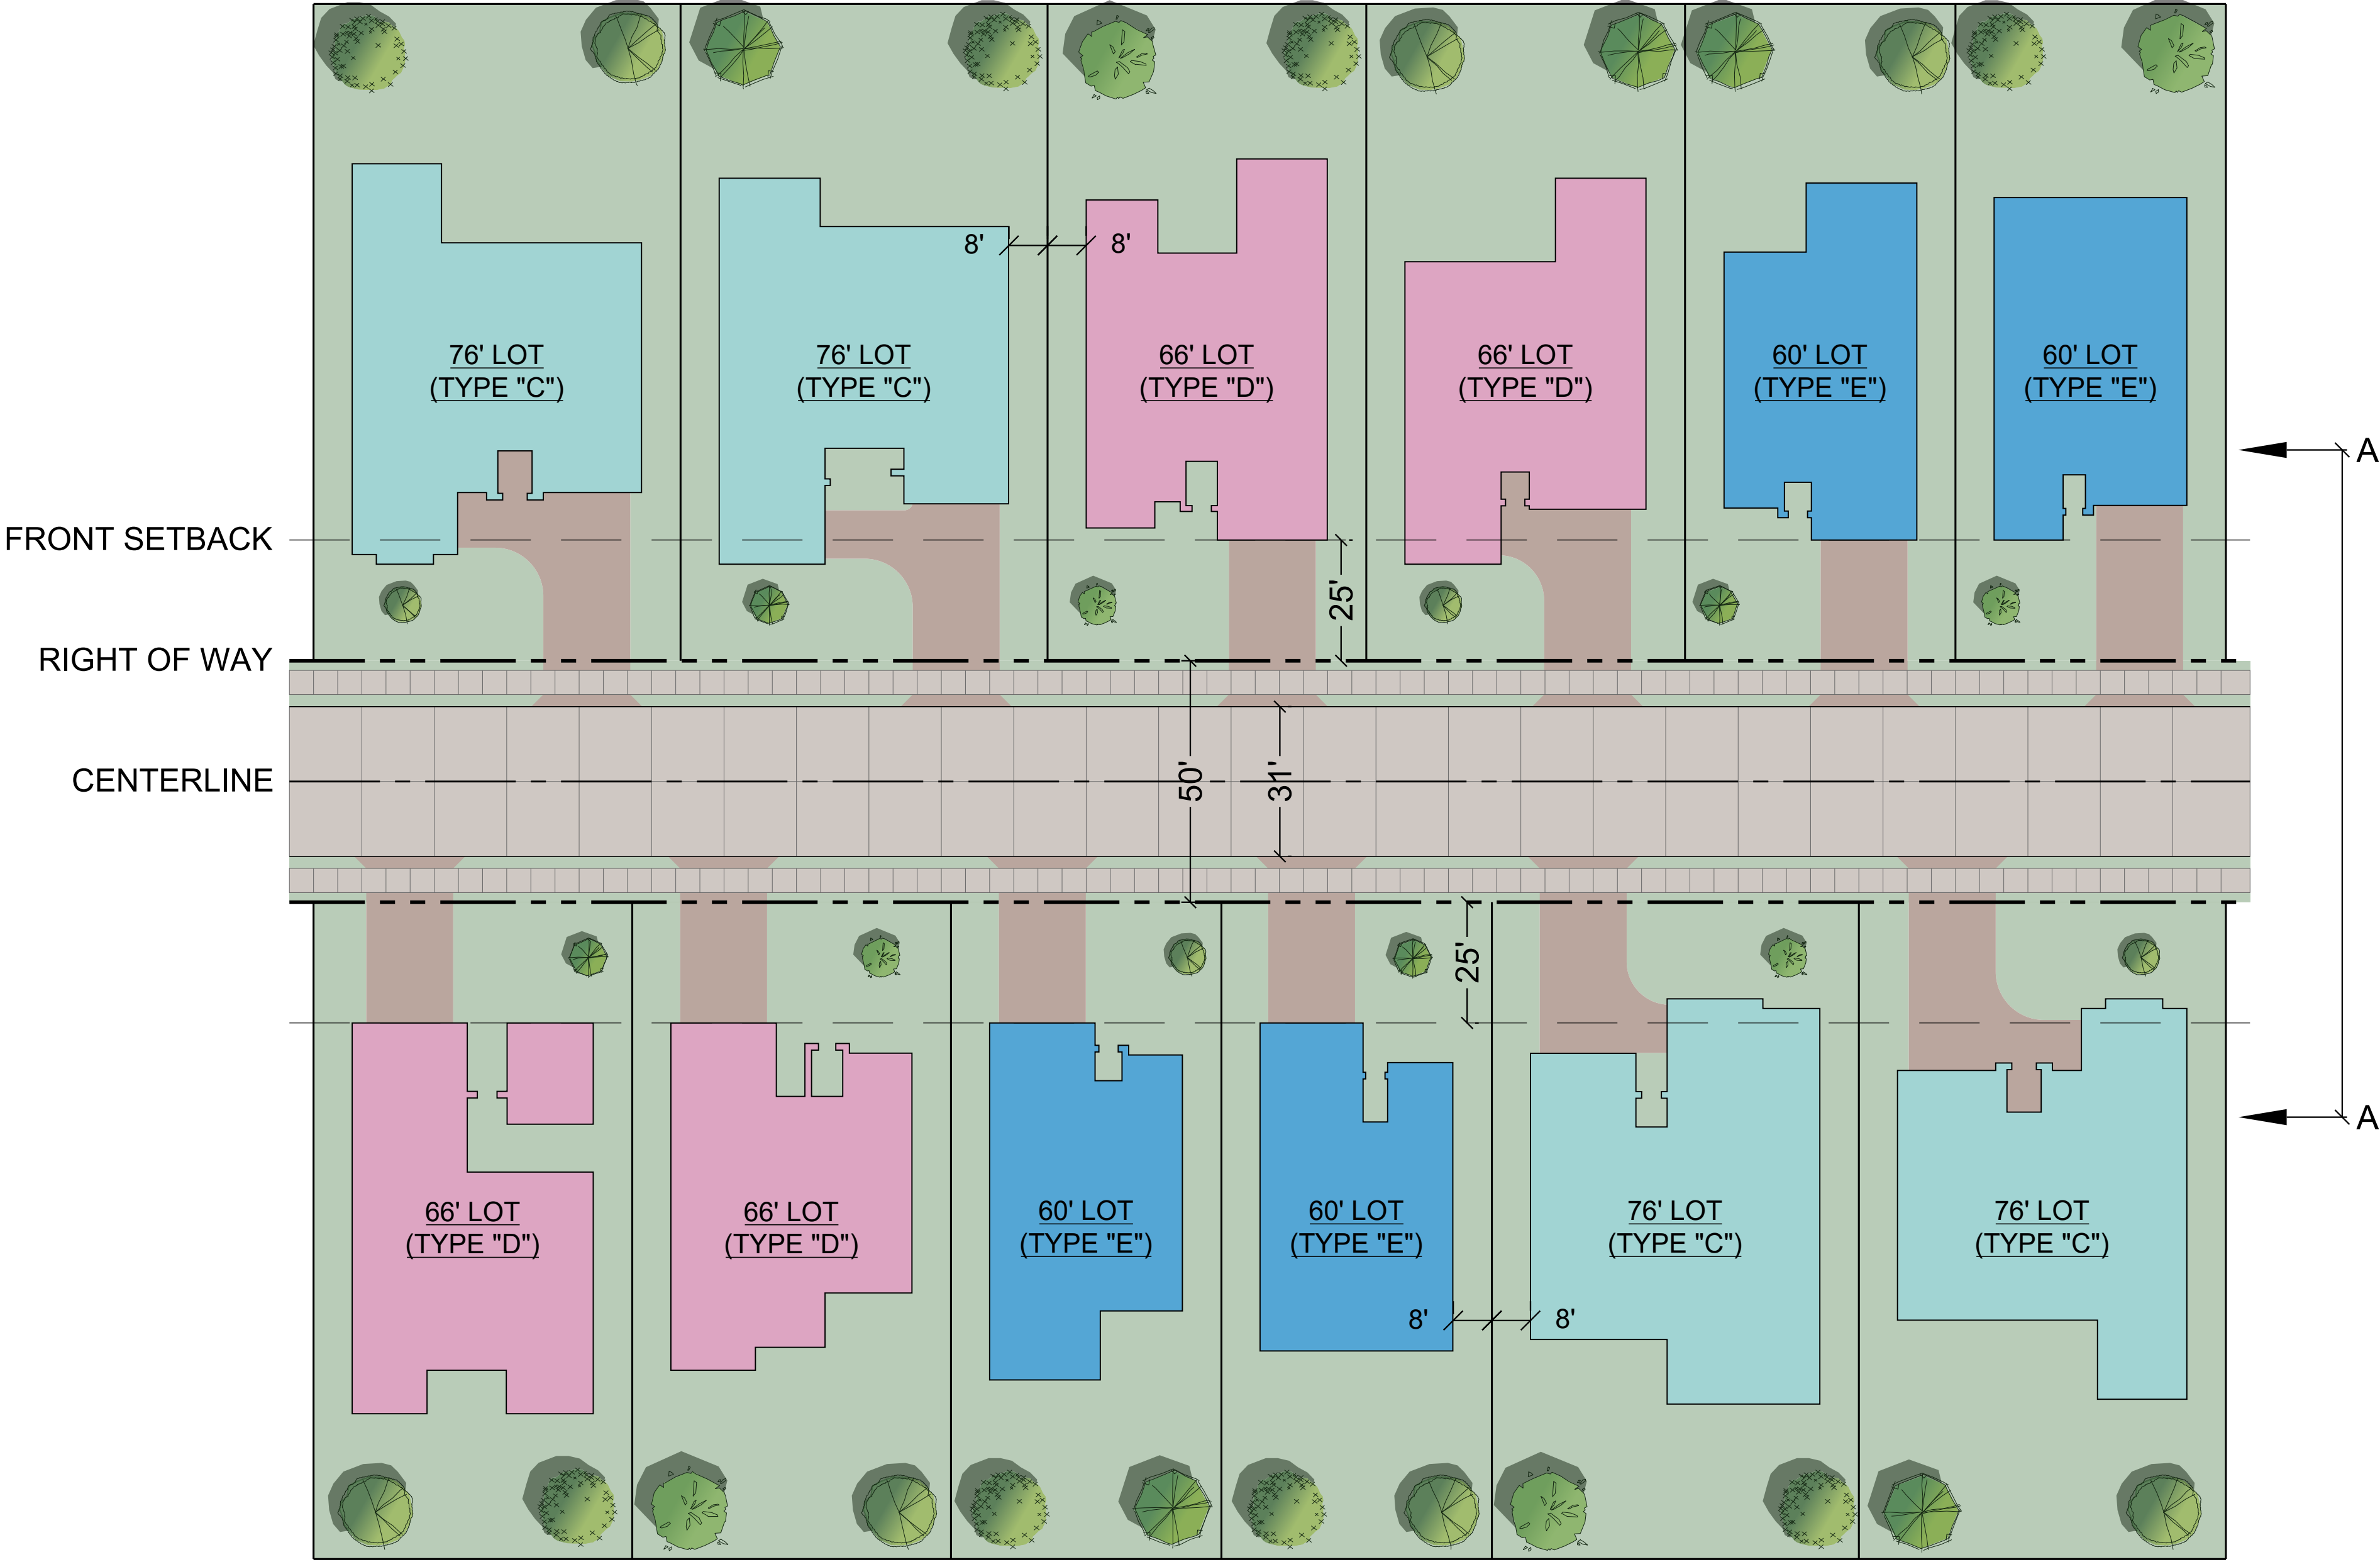 8'
8'
76' LOT
(TYPE "C")
76' LOT
(TYPE "C")
66' LOT
(TYPE "D")
66' LOT
(TYPE "D")
60' LOT
(TYPE "E")
60' LOT
(TYPE "E")
A
FRONT SETBACK
25'
RIGHT OF WAY
CENTERLINE
50'
31'
25'
A
66' LOT
(TYPE "D")
66' LOT
(TYPE "D")
60' LOT
(TYPE "E")
60' LOT
(TYPE "E")
76' LOT
(TYPE "C")
76' LOT
(TYPE "C")
8'
8'